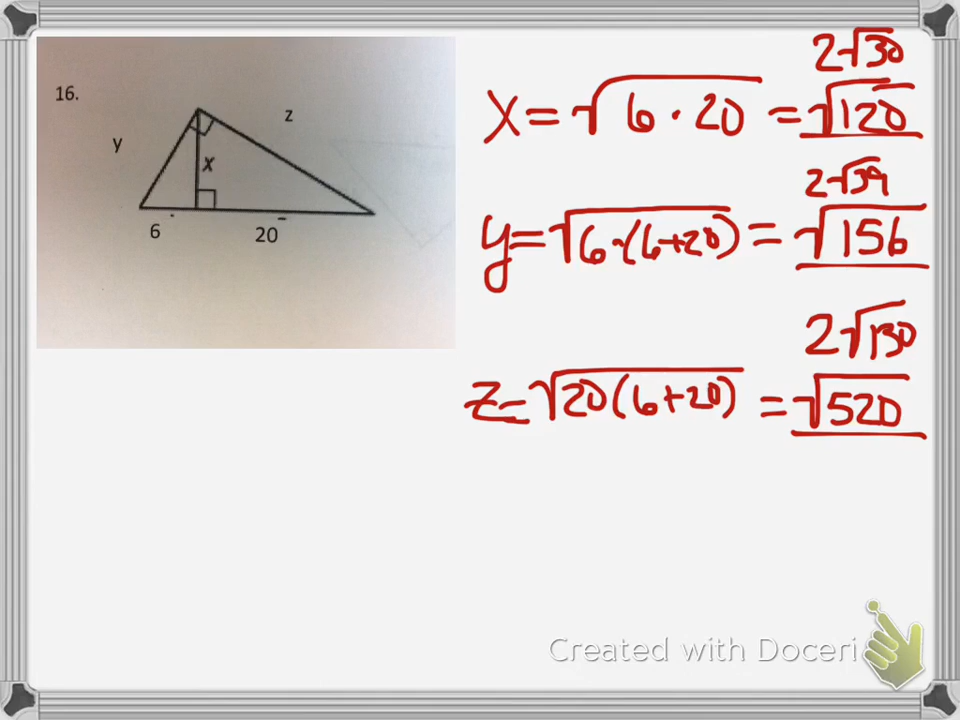 16.
z
y
x
6
20
2√30
x = √6 · 20 = √120
2√39
y = √6 · (6+20) = √156
2√130
z = √20(6+20) = √520
Created with Doceri